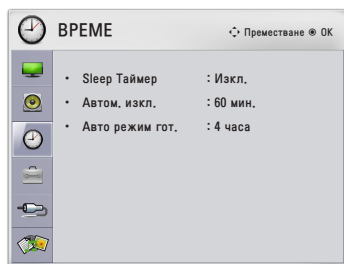 ВРЕМЕ
Преместване OK
• Sleep Таймер : Изкл.
• Автом. изкл. : 60 мин.
• Авто режим гот. : 4 часа